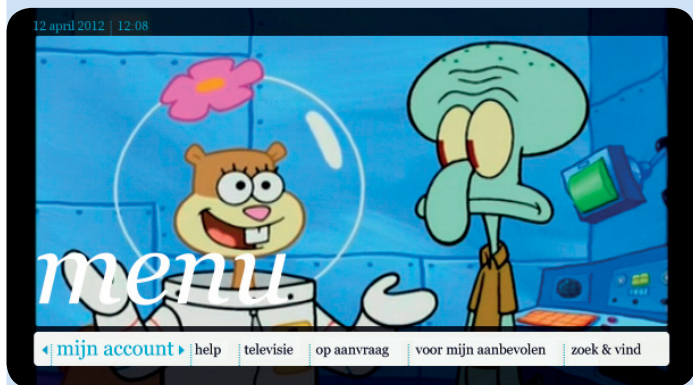 12 april 2012 | 12:08
menu
mijn account help televisie op aanvraag voor mijn aanbevolen zoek & vind